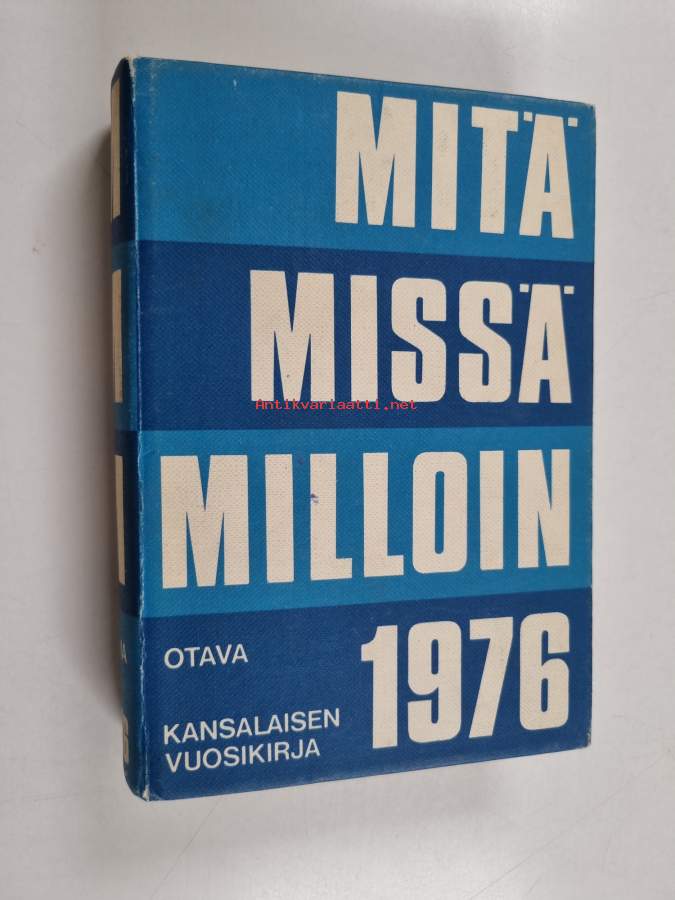 MITÄ
MISSÄ
Antikvariaatti.net
MILLOIN
1976
OTAVA
KANSALAISEN
VUOSIKIRJA